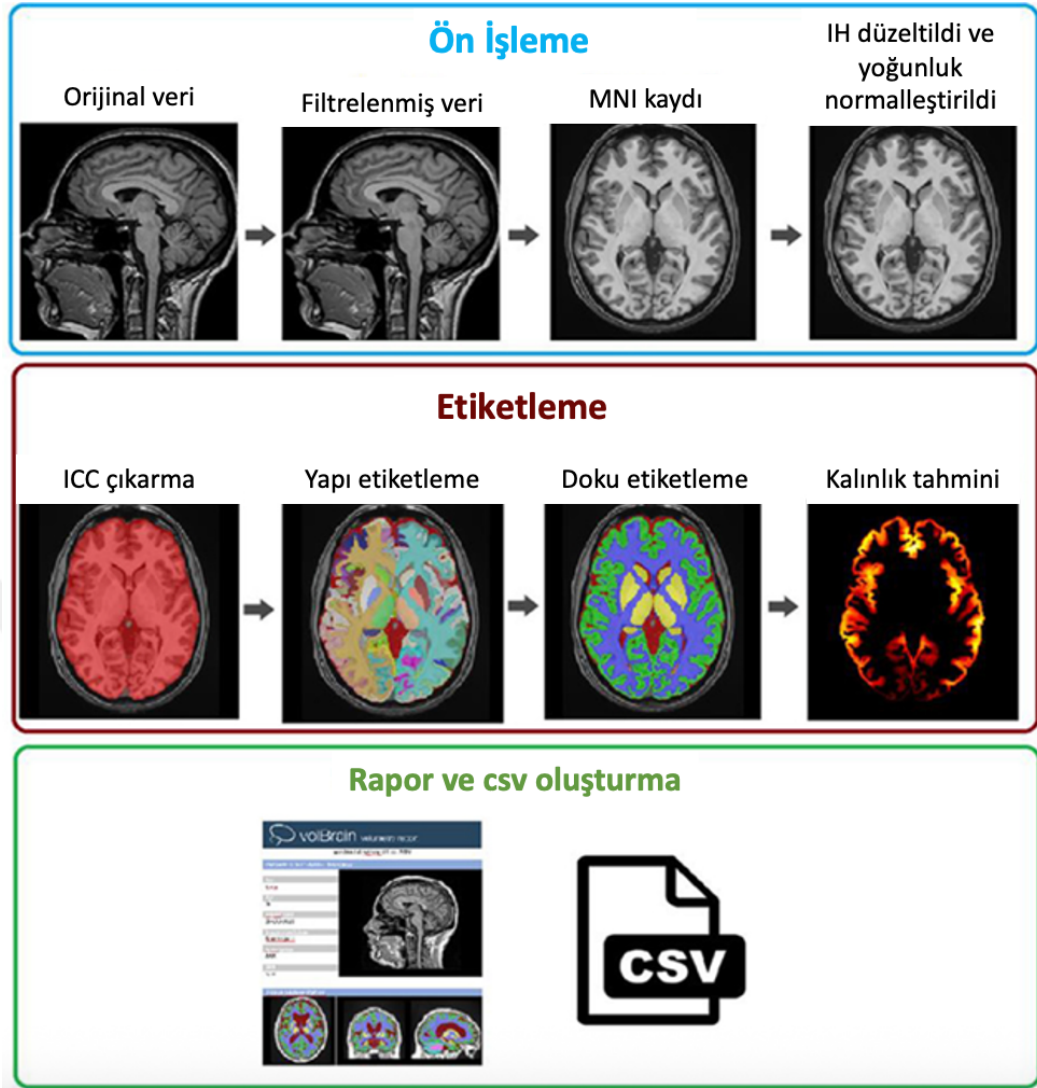 Ön İşleme
Orijinal veri
Filtrelenmiş veri
MNI kaydı
IH düzeltildi ve
yoğunluk
normalleştirildi
Etiketleme
ICC çıkarma
Yapı etiketleme
Doku etiketleme
Kalınlık tahmini
Rapor ve csv oluşturma
volBrain
CSV